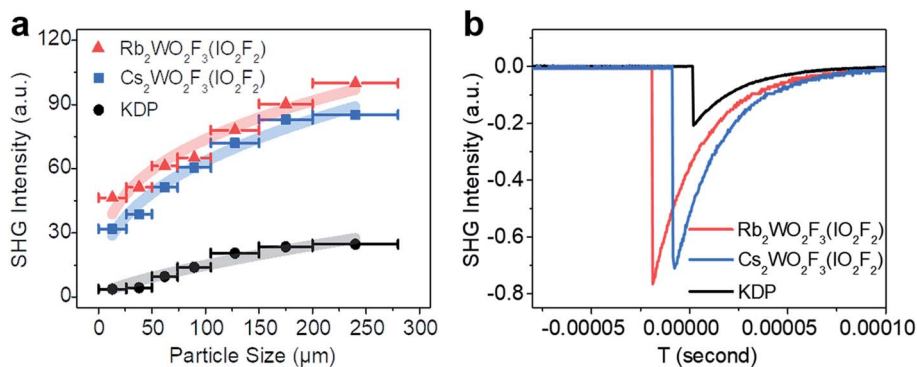 a
SHG Intensity (a.u.)
120
90
60
30
0
Rb₂WO₂F₃(IO₂F₂)
Cs₂WO₂F₃(IO₂F₂)
KDP
0 50 100 150 200 250 300
Particle Size (μm)
b
SHG Intensity (a.u.)
0.0
-0.2
-0.4
-0.6
-0.8
Rb₂WO₂F₃(IO₂F₂)
Cs₂WO₂F₃(IO₂F₂)
KDP
-0.00005 0.00000 0.00005 0.00010
T (second)